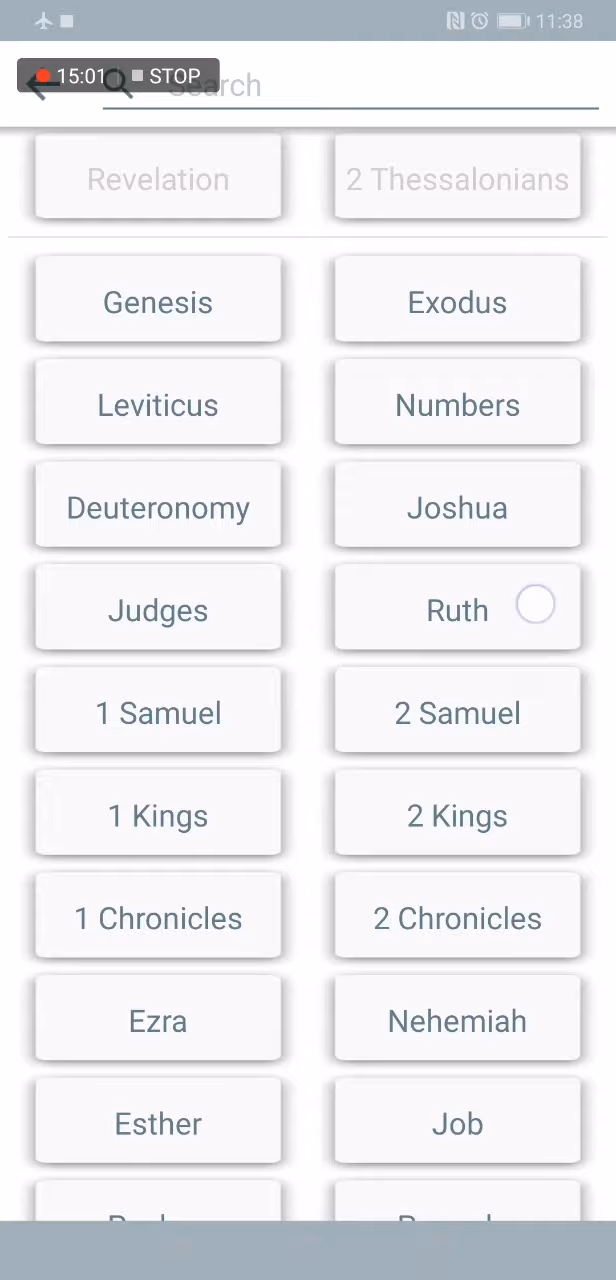 11:38
15:01 STOP
Search
Revelation 2 Thessalonians
Genesis Exodus
Leviticus Numbers
Deuteronomy Joshua
Judges Ruth
1 Samuel 2 Samuel
1 Kings 2 Kings
1 Chronicles 2 Chronicles
Ezra Nehemiah
Esther Job